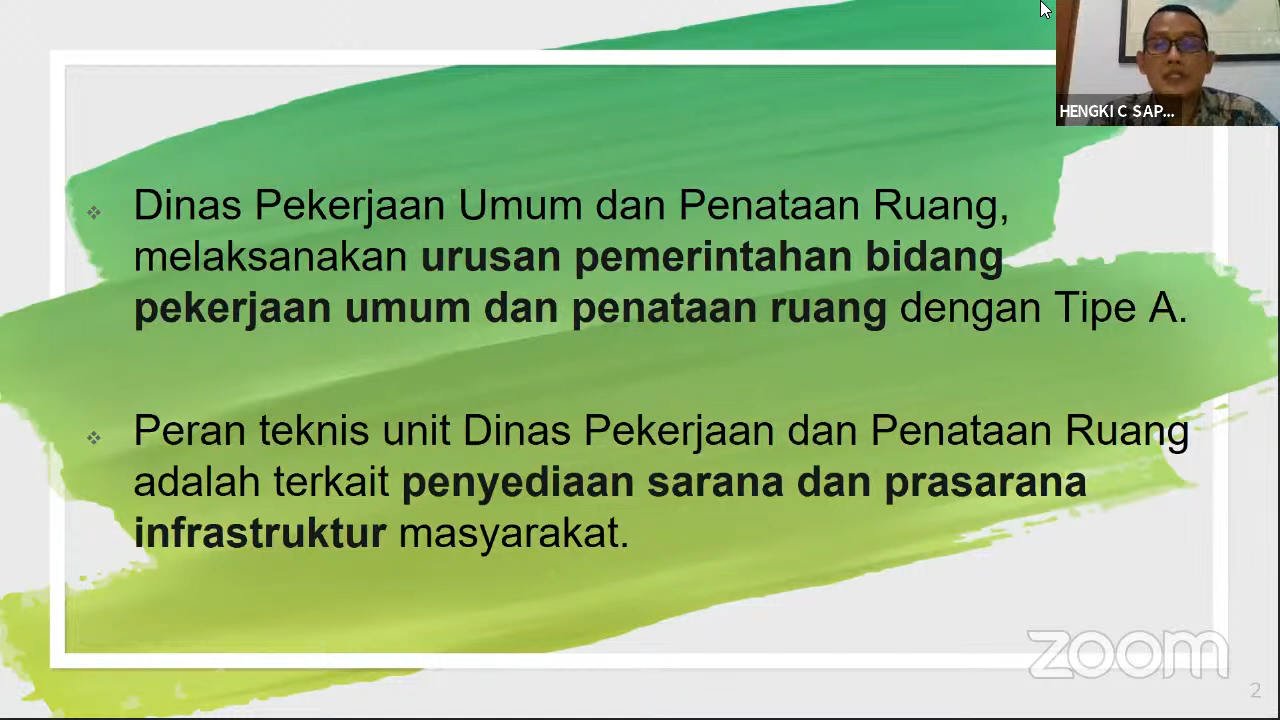 HENGKI C SAP...
Dinas Pekerjaan Umum dan Penataan Ruang,
melaksanakan urusan pemerintahan bidang
pekerjaan umum dan penataan ruang dengan Tipe A.
Peran teknis unit Dinas Pekerjaan dan Penataan Ruang
adalah terkait penyediaan sarana dan prasarana
infrastruktur masyarakat.
zoom
2